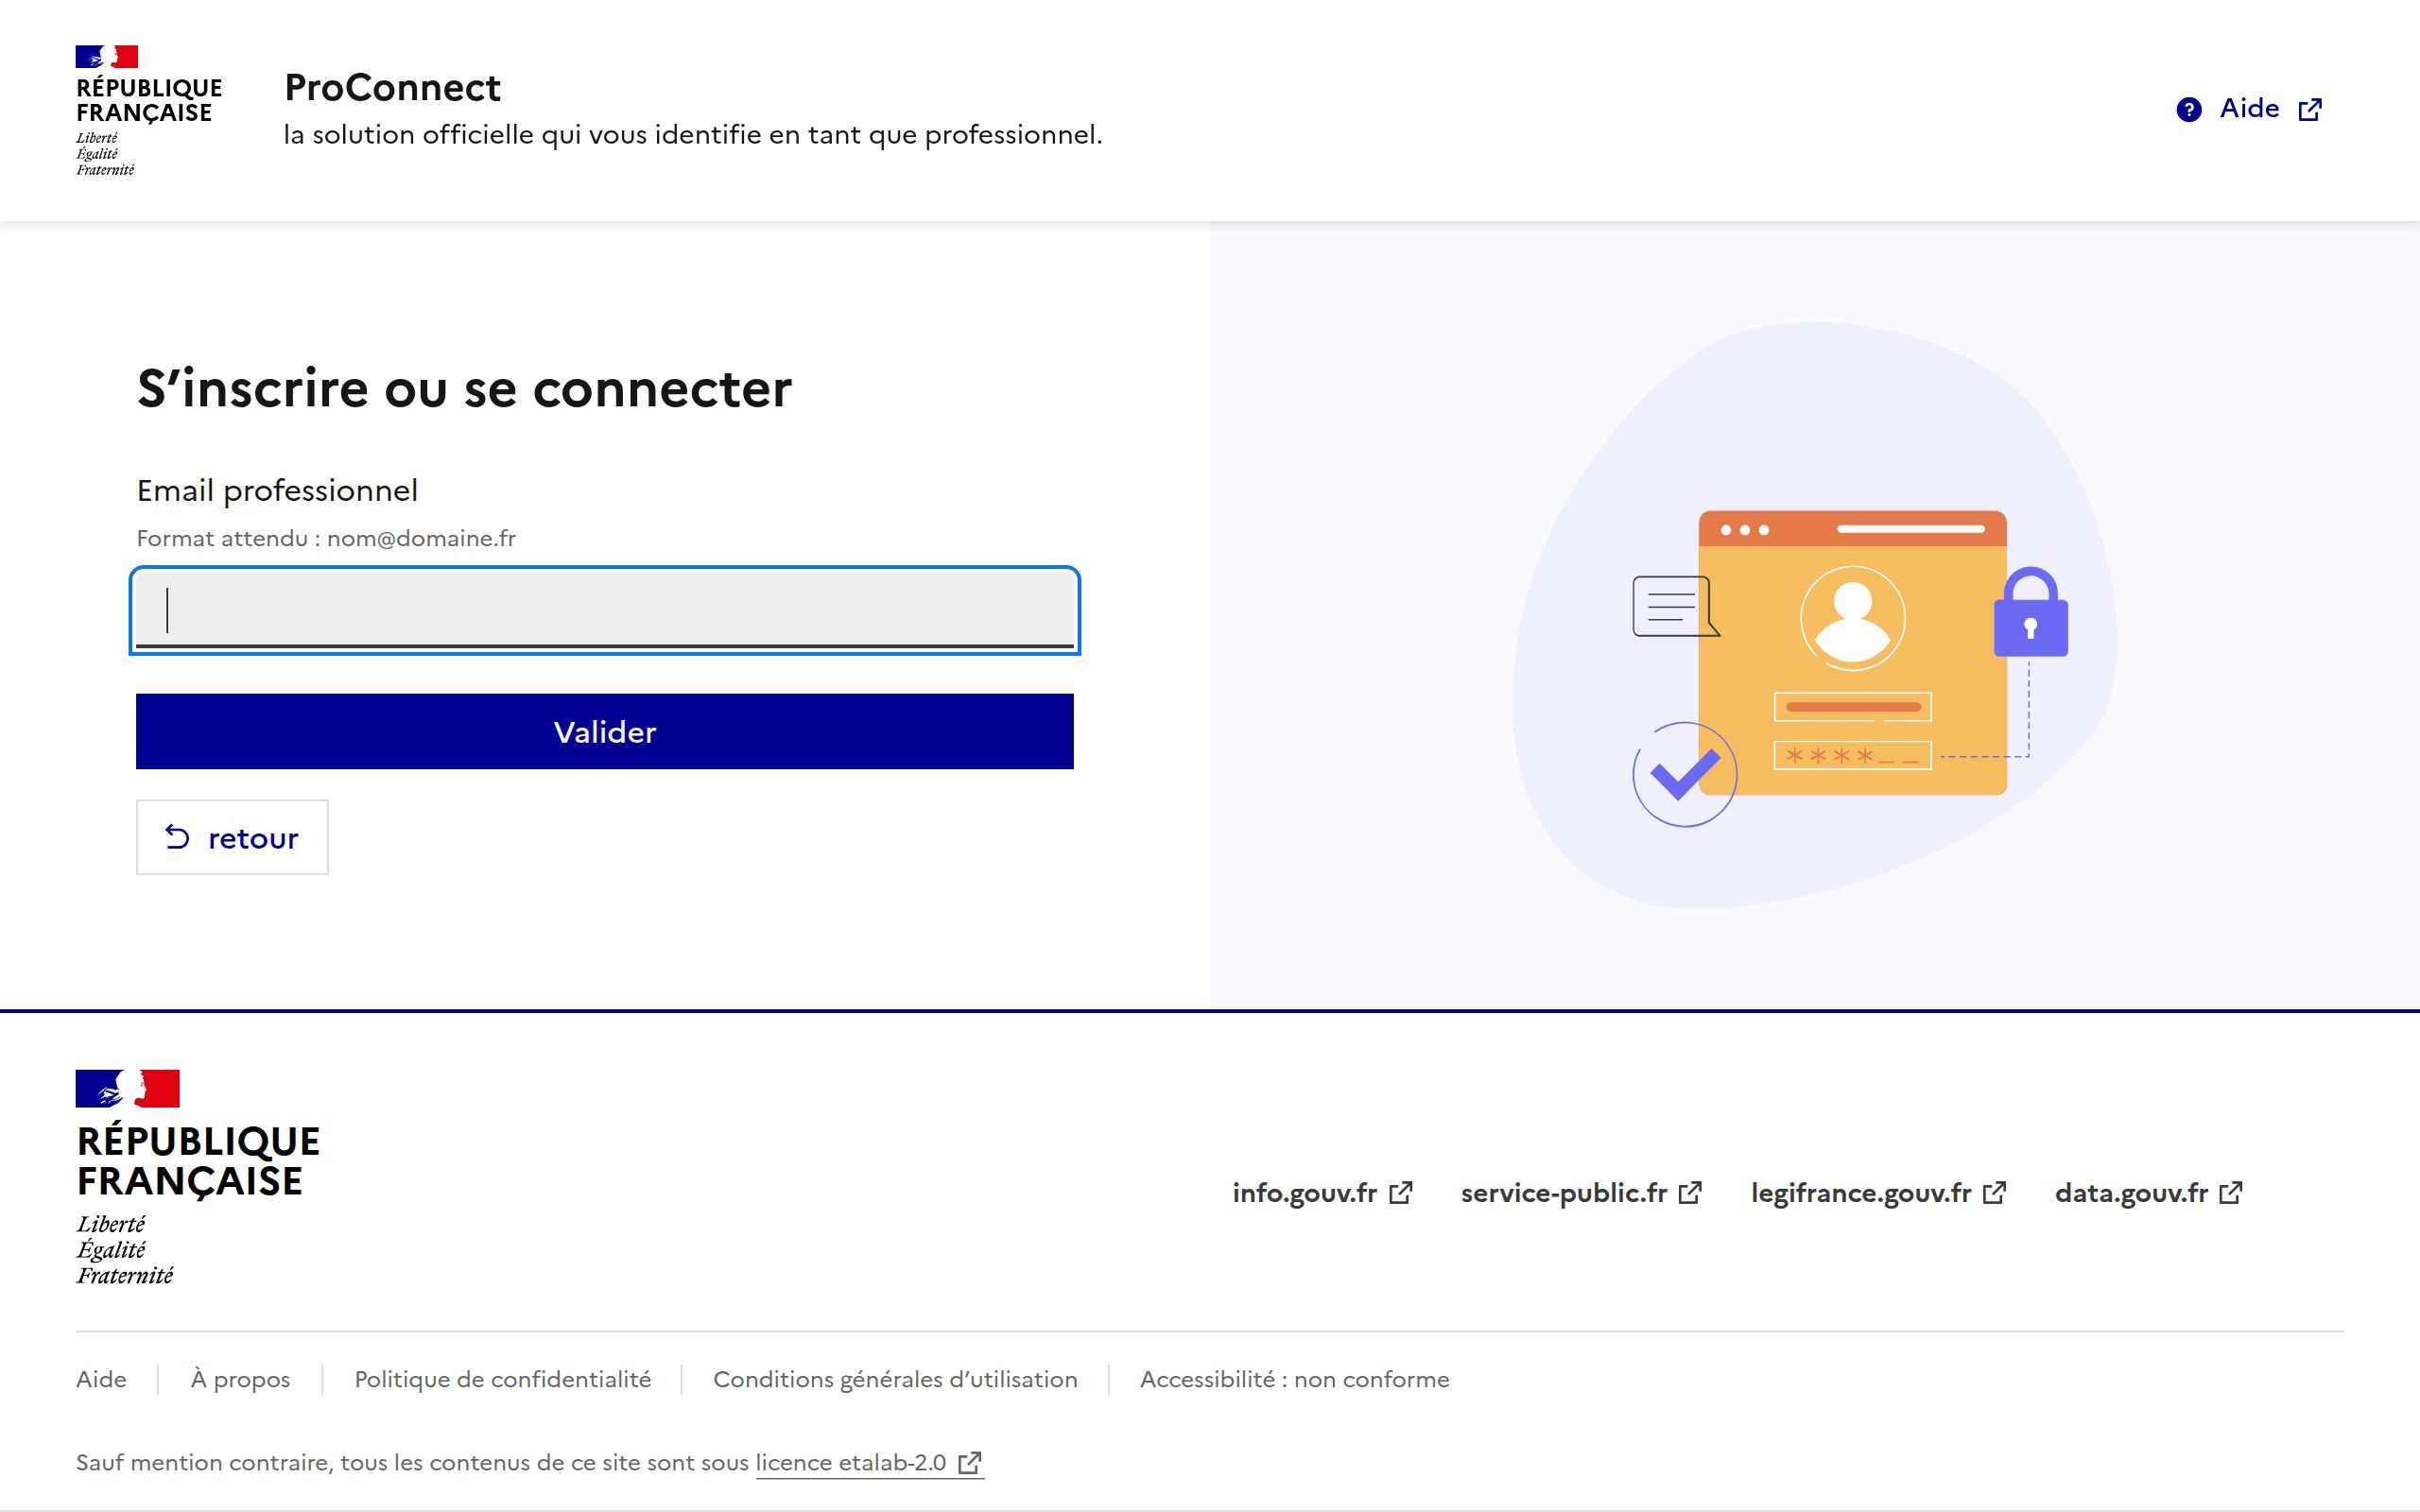 RÉPUBLIQUE
FRANÇAISE
Liberté
Égalité
Fraternité
ProConnect
la solution officielle qui vous identifie en tant que professionnel.
Aide
S’inscrire ou se connecter
Email professionnel
Format attendu : nom@domaine.fr
Valider
retour
****_ _
RÉPUBLIQUE
FRANÇAISE
Liberté
Égalité
Fraternité
info.gouv.fr service-public.fr legifrance.gouv.fr data.gouv.fr
Aide À propos Politique de confidentialité Conditions générales d’utilisation Accessibilité : non conforme
Sauf mention contraire, tous les contenus de ce site sont sous licence etalab-2.0